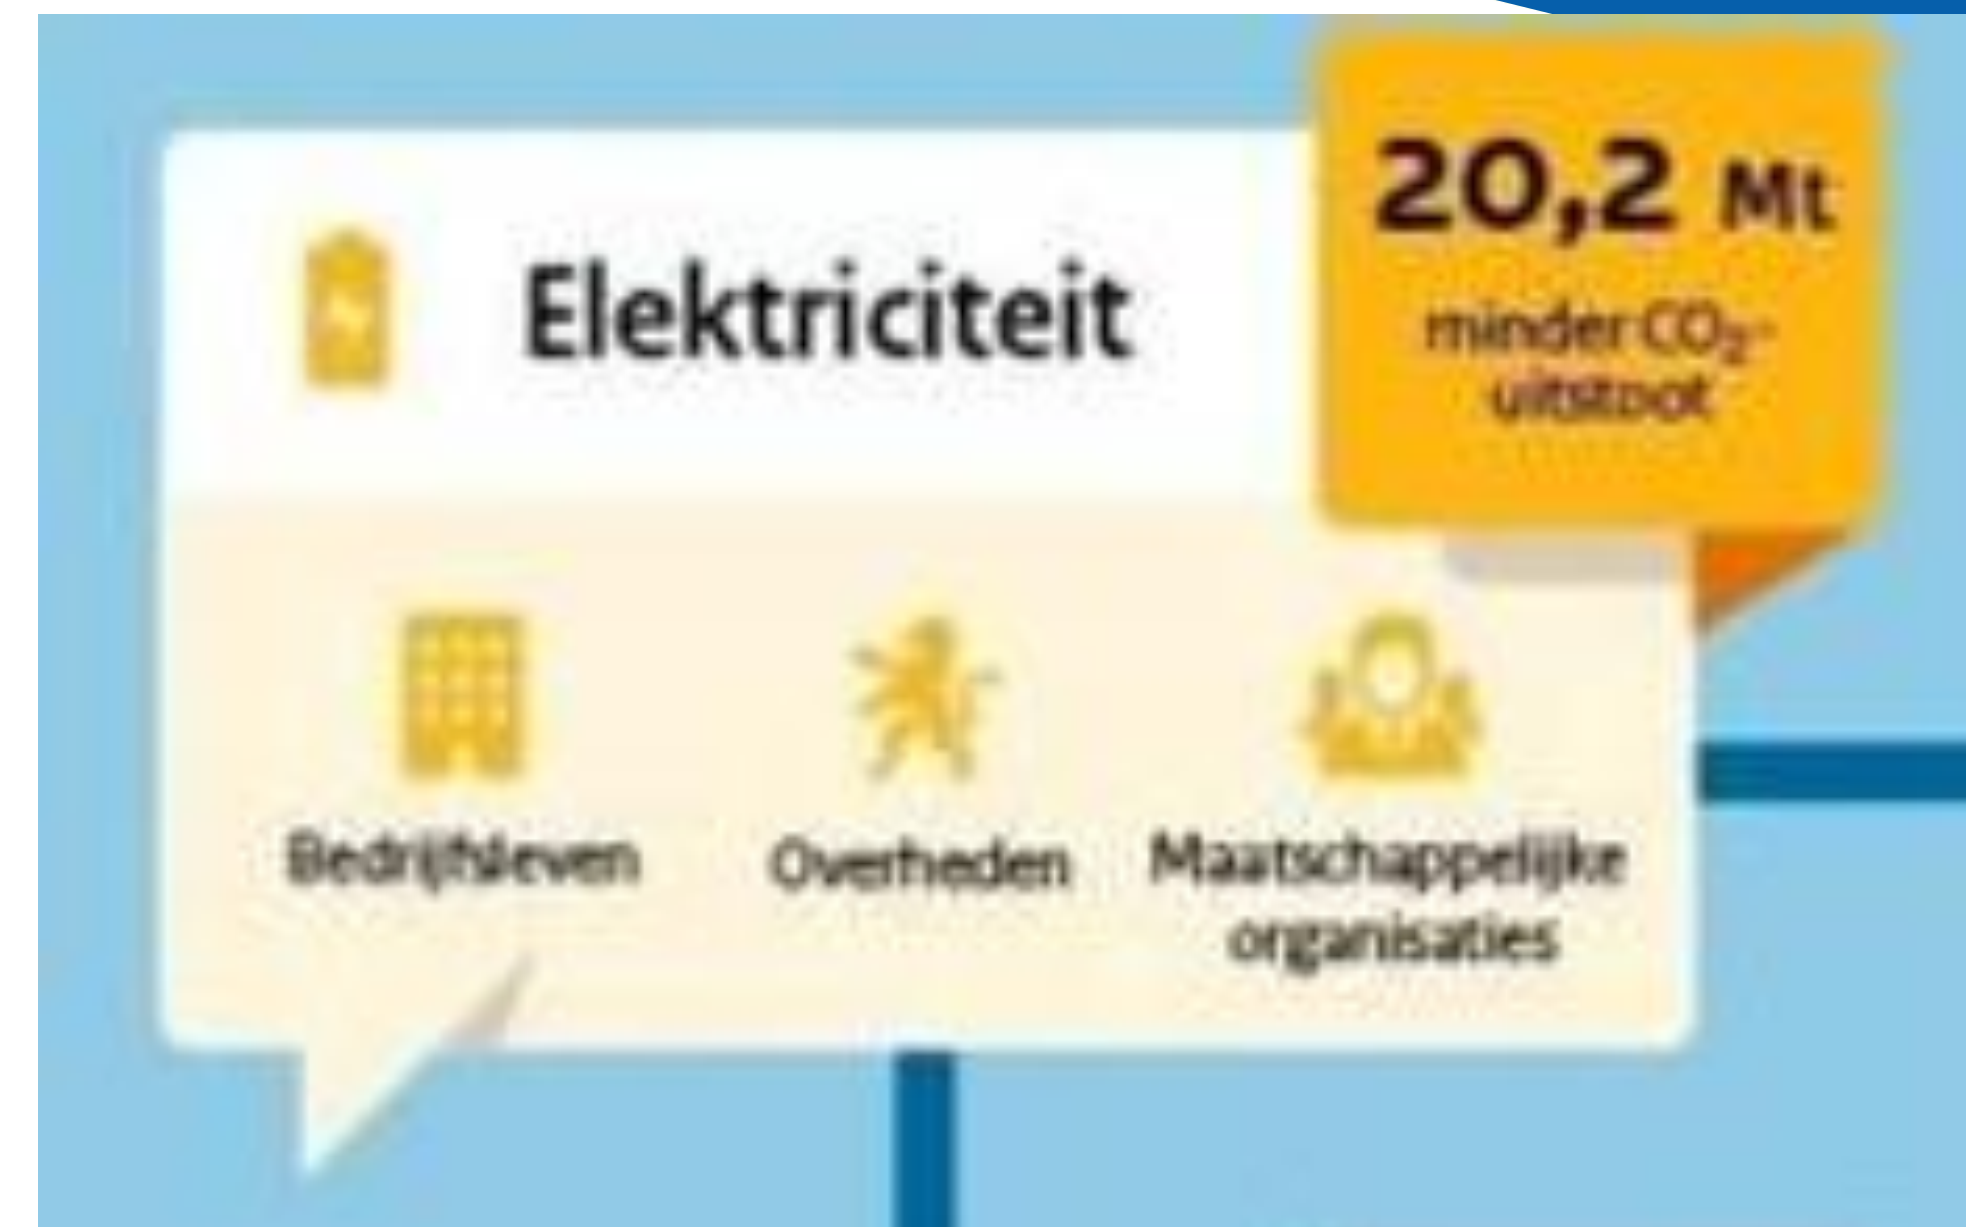 Elektriciteit
20,2 Mt
minder CO₂-
uitstoot
Bedrijfsleven
Overheden
Maatschappelijke
organisaties